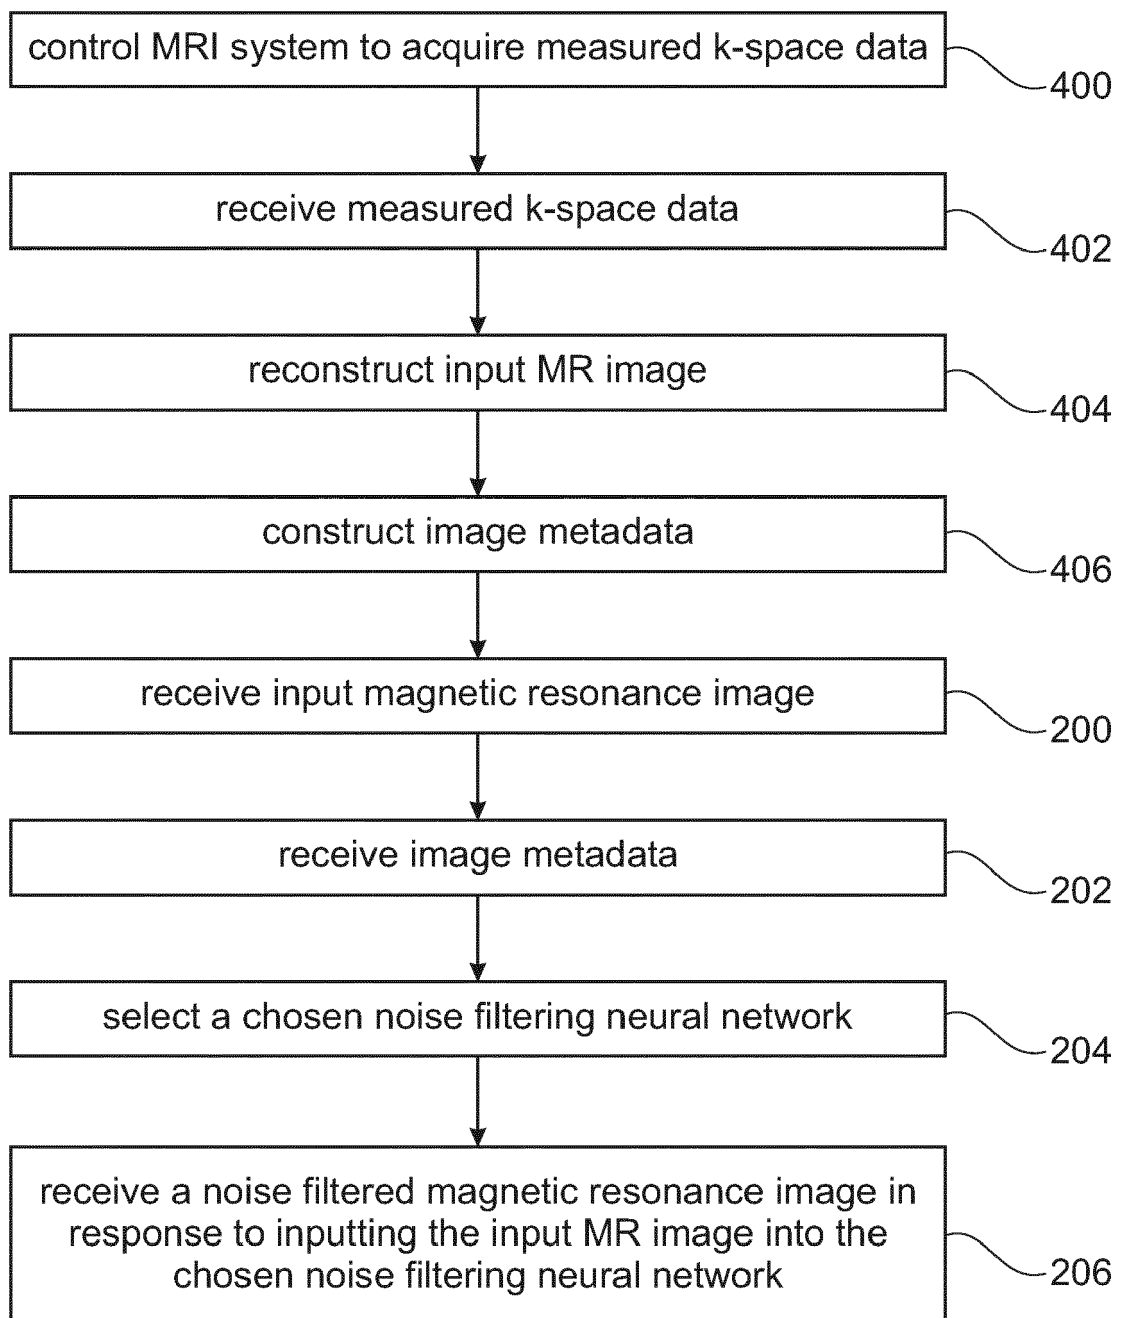 control MRI system to acquire measured k-space data
400
receive measured k-space data
402
reconstruct input MR image
404
construct image metadata
406
receive input magnetic resonance image
200
receive image metadata
202
select a chosen noise filtering neural network
204
receive a noise filtered magnetic resonance image in
response to inputting the input MR image into the
chosen noise filtering neural network
206